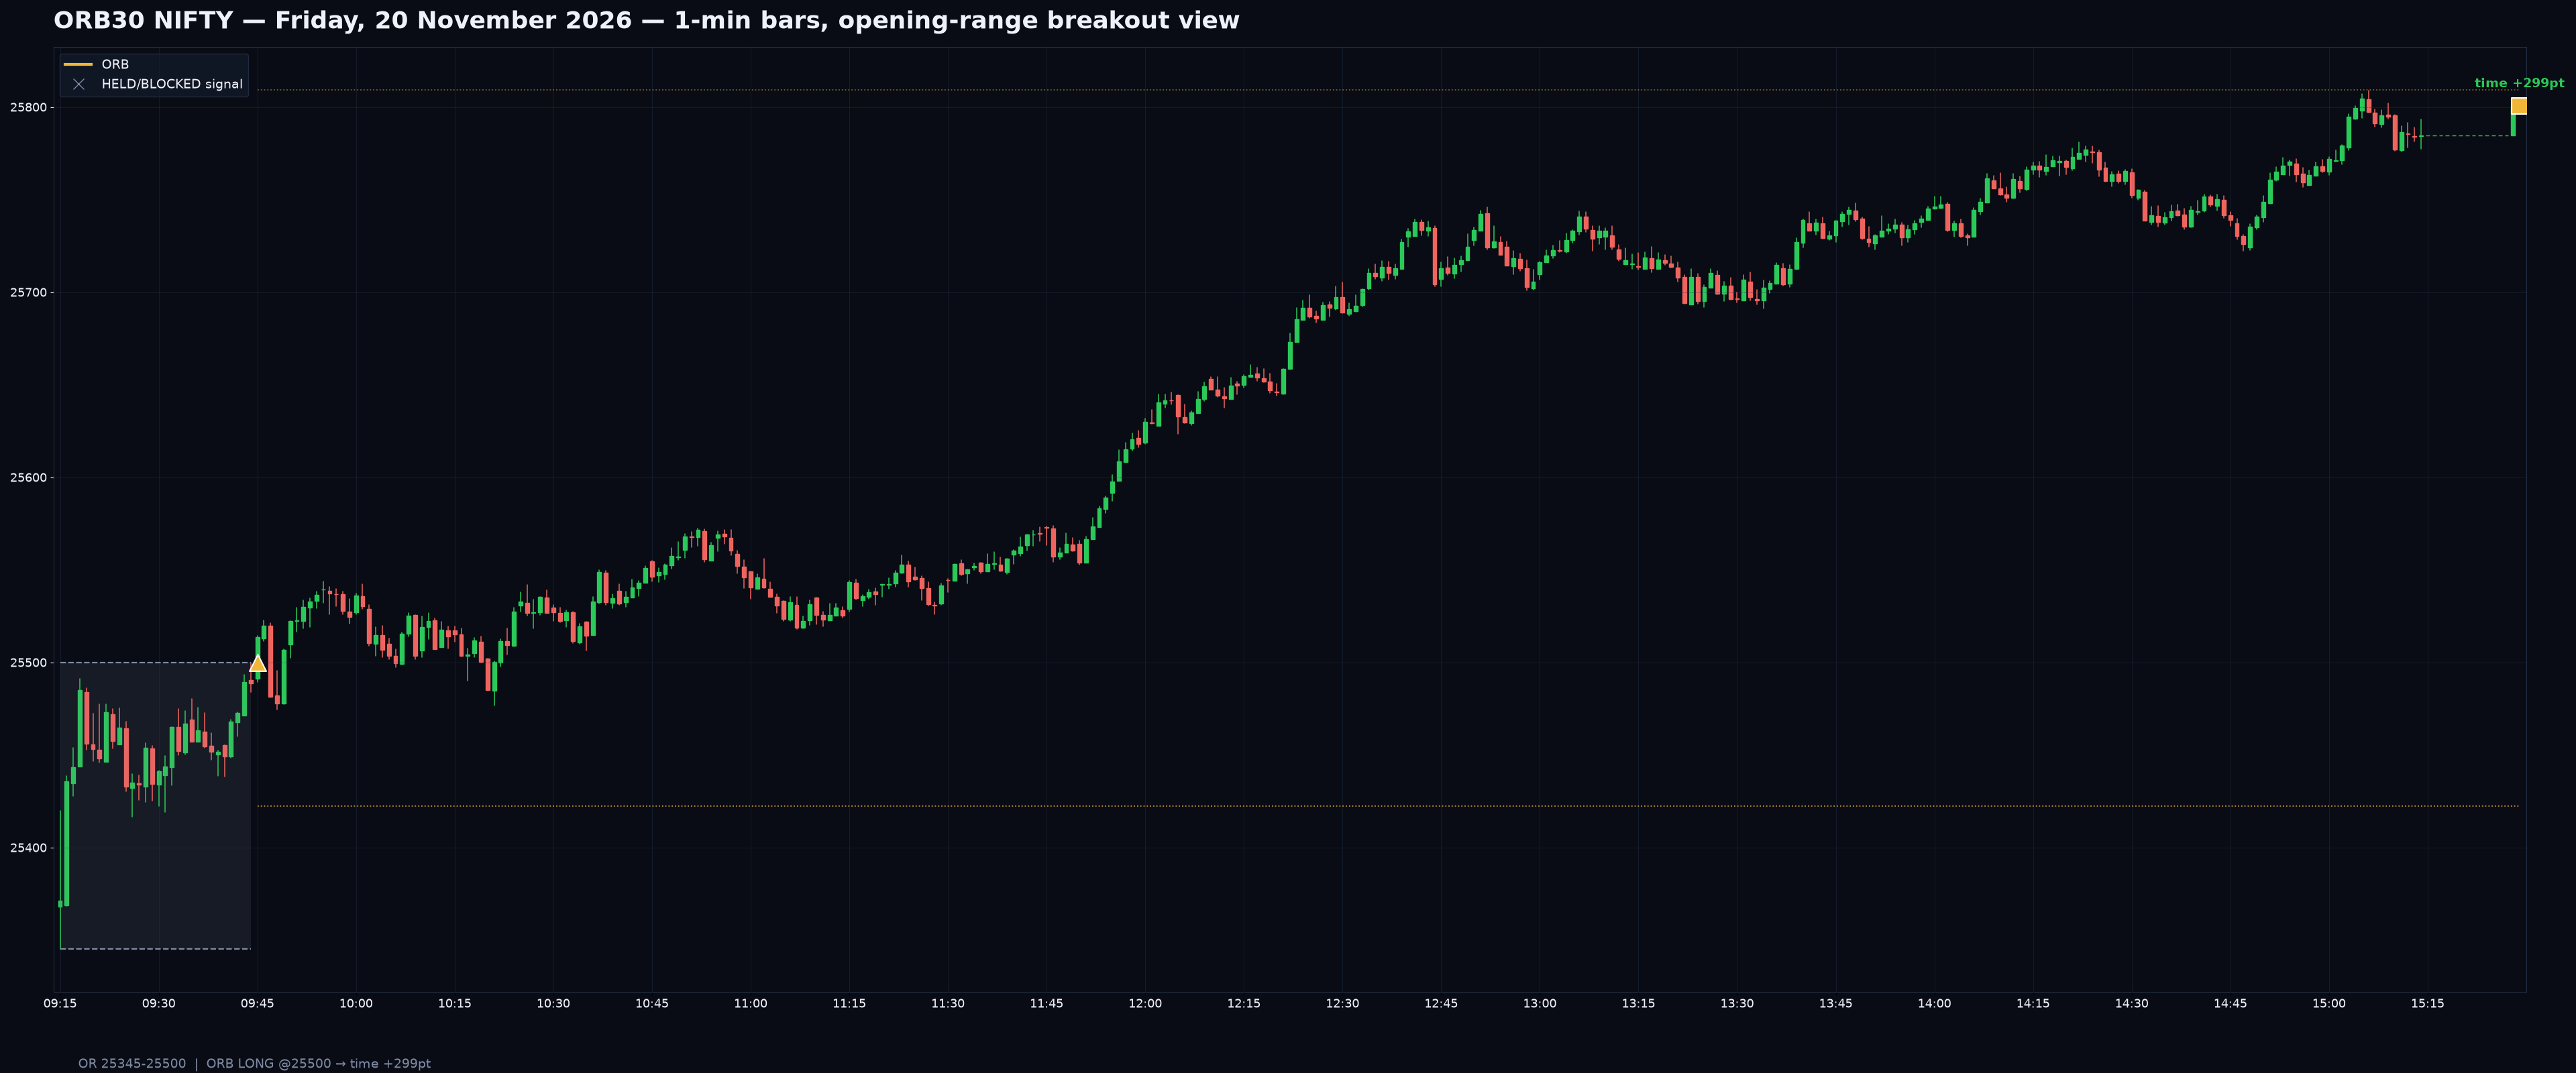 ORB30 NIFTY — Friday, 20 November 2026 — 1-min bars, opening-range breakout view
ORB
HELD/BLOCKED signal
time +299pt
25800
25700
25600
25500
25400
09:15 09:30 09:45 10:00 10:15 10:30 10:45 11:00 11:15 11:30 11:45 12:00 12:15 12:30 12:45 13:00 13:15 13:30 13:45 14:00 14:15 14:30 14:45 15:00 15:15
OR 25345-25500 | ORB LONG @25500 → time +299pt